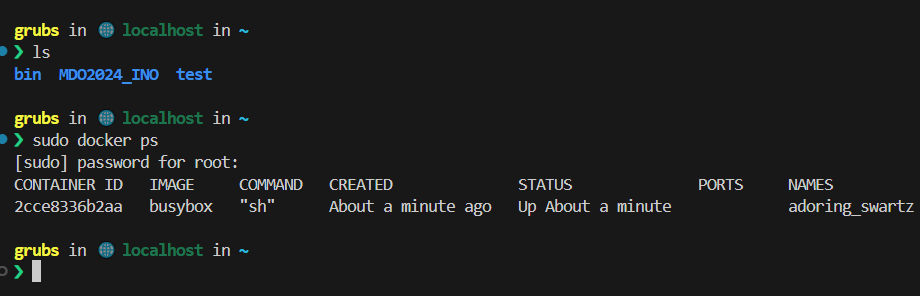 grubs in 🌐 localhost in ~
❯ ls
bin  MDO2024_INO  test
grubs in 🌐 localhost in ~
❯ sudo docker ps
[sudo] password for root:
CONTAINER ID   IMAGE     COMMAND   CREATED              STATUS              PORTS     NAMES
2cce8336b2aa   busybox   "sh"      About a minute ago   Up About a minute             adoring_swartz
grubs in 🌐 localhost in ~
❯